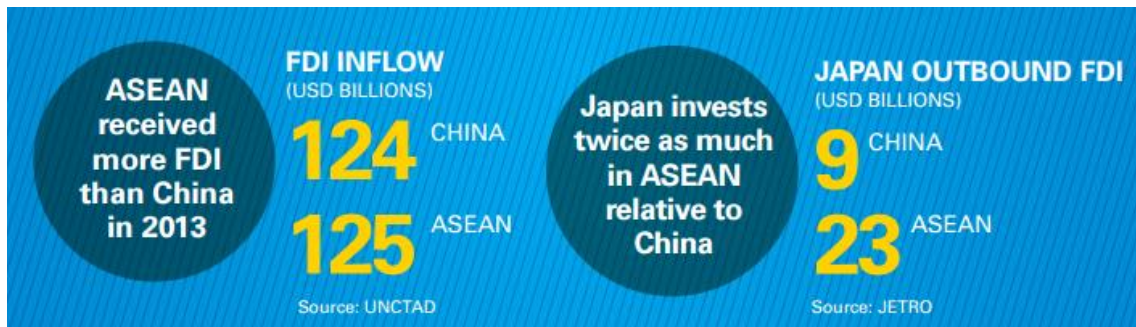 ASEAN
received
more FDI
than China
in 2013
FDI INFLOW
(USD BILLIONS)
124 CHINA
125 ASEAN
Source: UNCTAD
Japan invests
twice as much
in ASEAN
relative to
China
JAPAN OUTBOUND FDI
(USD BILLIONS)
9 CHINA
23 ASEAN
Source: JETRO